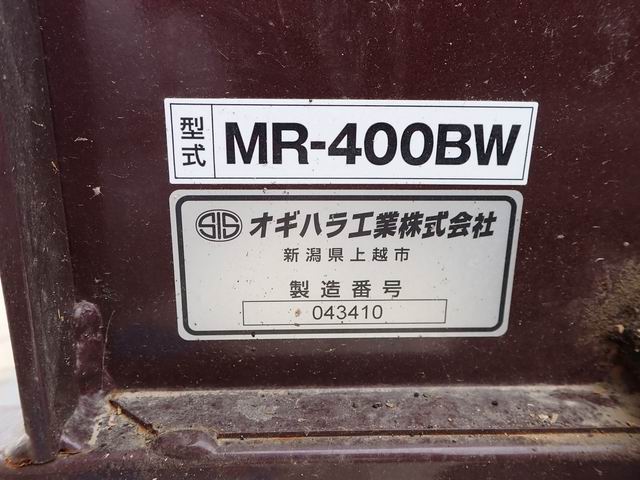 型式 MR-400BW
SIS オギハラ工業株式会社
新潟県上越市
製造番号
043410